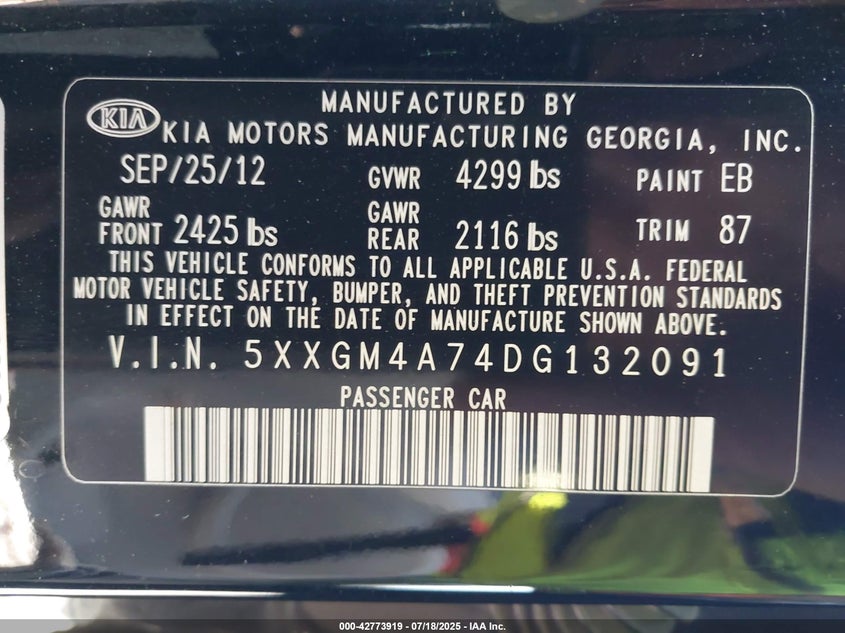 MANUFACTURED BY
KIA KIA MOTORS MANUFACTURING GEORGIA, INC.
SEP/25/12 GVWR 4299 lbs PAINT EB
GAWR FRONT 2425 lbs GAWR REAR 2116 lbs TRIM 87
THIS VEHICLE CONFORMS TO ALL APPLICABLE U.S.A. FEDERAL
MOTOR VEHICLE SAFETY, BUMPER, AND THEFT PREVENTION STANDARDS
IN EFFECT ON THE DATE OF MANUFACTURE SHOWN ABOVE.
V.I.N. 5XXGM4A74DG132091
PASSENGER CAR
000-42773919 - 07/18/2025 - IAA Inc.